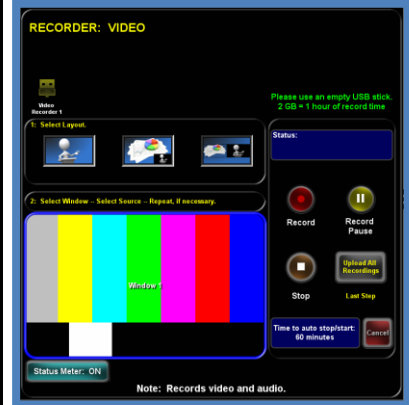 RECORDER: VIDEO
Please use an empty USB stick.
2 GB = 1 hour of record time
Video
Recorder 1
1: Select Layout.
Status:
2: Select Window -- Select Source -- Repeat, if necessary.
Window 1
Record
Record
Pause
Stop
Upload All
Recordings
Last Step
Time to auto stop/start:
60 minutes
Cancel
Status Meter: ON
Note: Records video and audio.